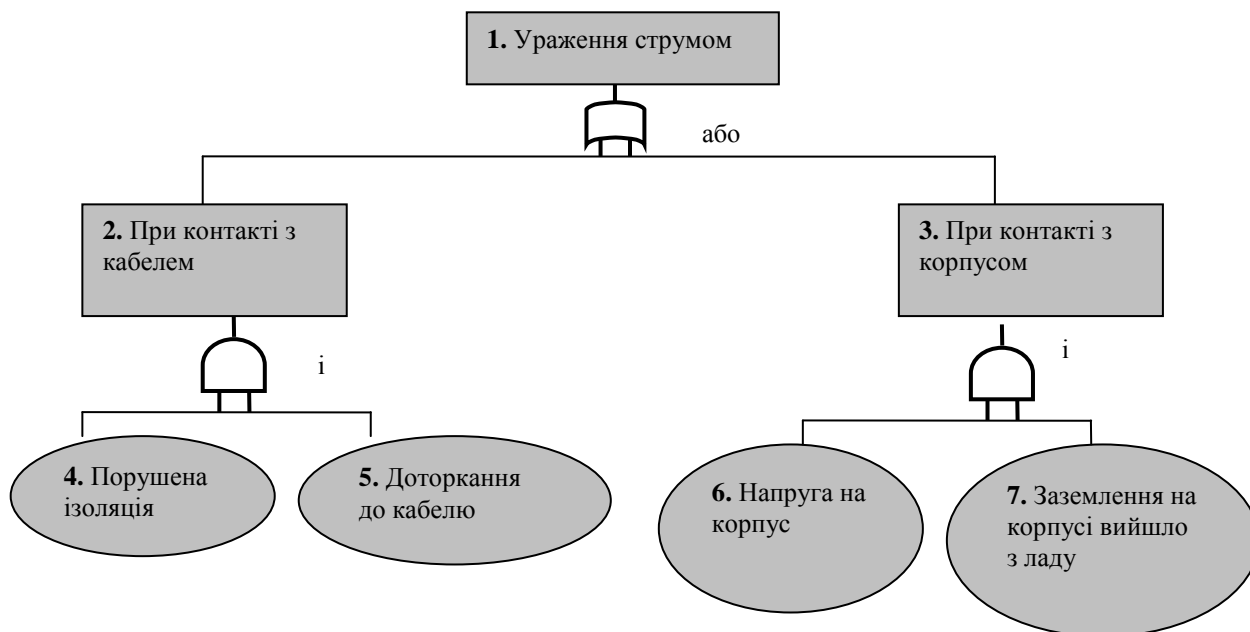 1. Ураження струмом
або
2. При контакті з
кабелем
3. При контакті з
корпусом
і
і
4. Порушена
ізоляція
5. Доторкання
до кабелю
6. Напруга на
корпус
7. Заземлення на
корпусі вийшло
з ладу